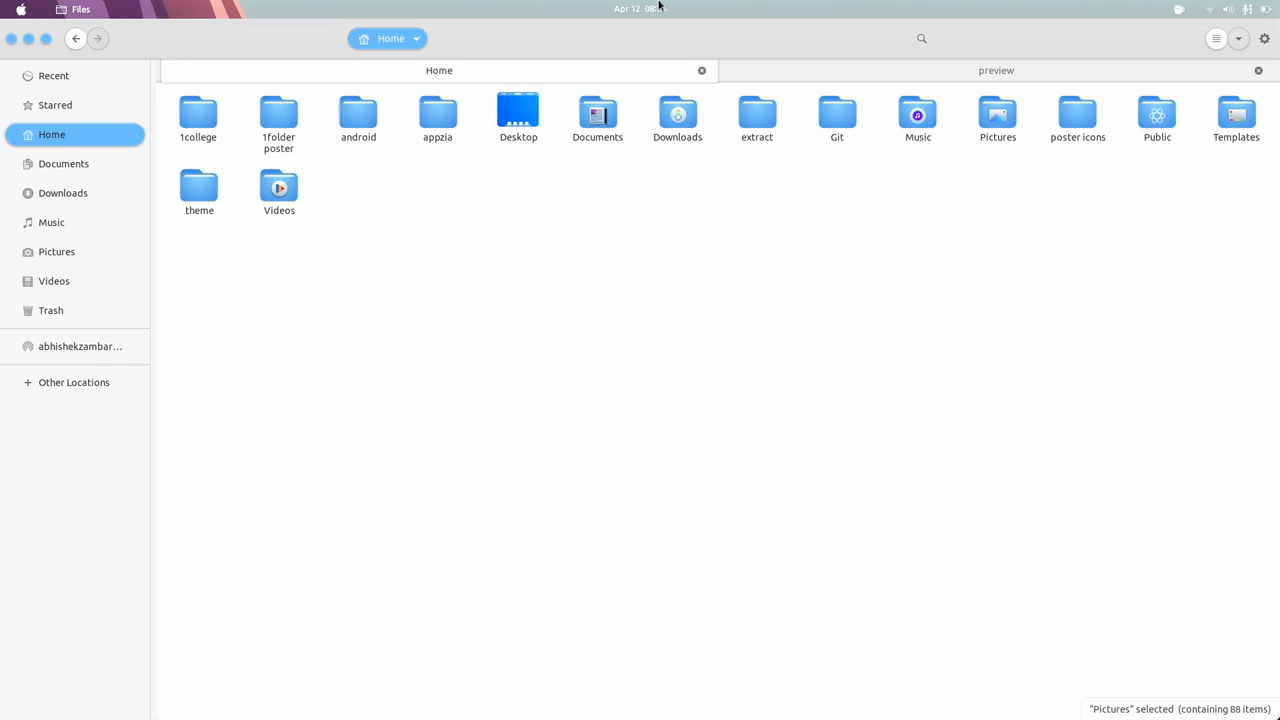 Files
Apr 12 08:
Home
Home
preview
Recent
Starred
Home
Documents
Downloads
Music
Pictures
Videos
Trash
abhishekzambar…
Other Locations
1college
1folder
poster
android
appzia
Desktop
Documents
Downloads
extract
Git
Music
Pictures
poster icons
Public
Templates
theme
Videos
"Pictures" selected (containing 88 items)